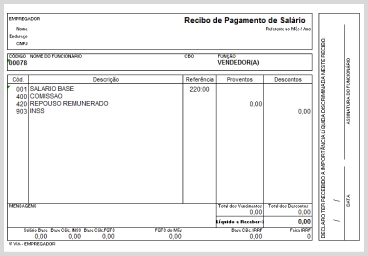 EMPREGADOR
Recibo de Pagamento de Salário
Nome
Referente ao Mês / Ano
Endereço
CNPJ
CÓDIGO NOME DO FUNCIONÁRIO CBO FUNÇÃO
00078 VENDEDOR(A)
Cód. Descrição Referência Proventos Descontos
001 SALARIO BASE 220:00
400 COMISSAO
420 REPOUSO REMUNERADO 0,00
903 INSS 0,00
MENSAGENS Total dos Vencimentos Total dos Descontos
0,00 0,00
Líquido a Receber 0,00
Salário Base Base Cálc. INSS Base Cálc. FGTS FGTS do Mês Base Cálc. IRRF Faixa IRRF
0,00 0,00 0,00 0,00 0,00 0
1ª VIA - EMPREGADOR
DECLARO TER RECEBIDO A IMPORTÂNCIA LÍQUIDA DISCRIMINADA NESTE RECIBO.
/ /
ASSINATURA DO FUNCIONÁRIO
DATA